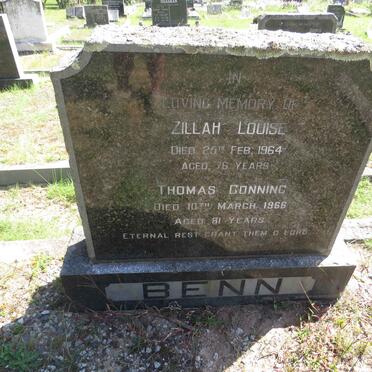 IN
LOVING MEMORY OF
ZILLAH LOUISE
DIED 25TH FEB. 1964
AGED 76 YEARS
THOMAS CONNING
DIED 10TH MARCH 1966
AGED 81 YEARS
ETERNAL REST GRANT THEM O LORD
BENN